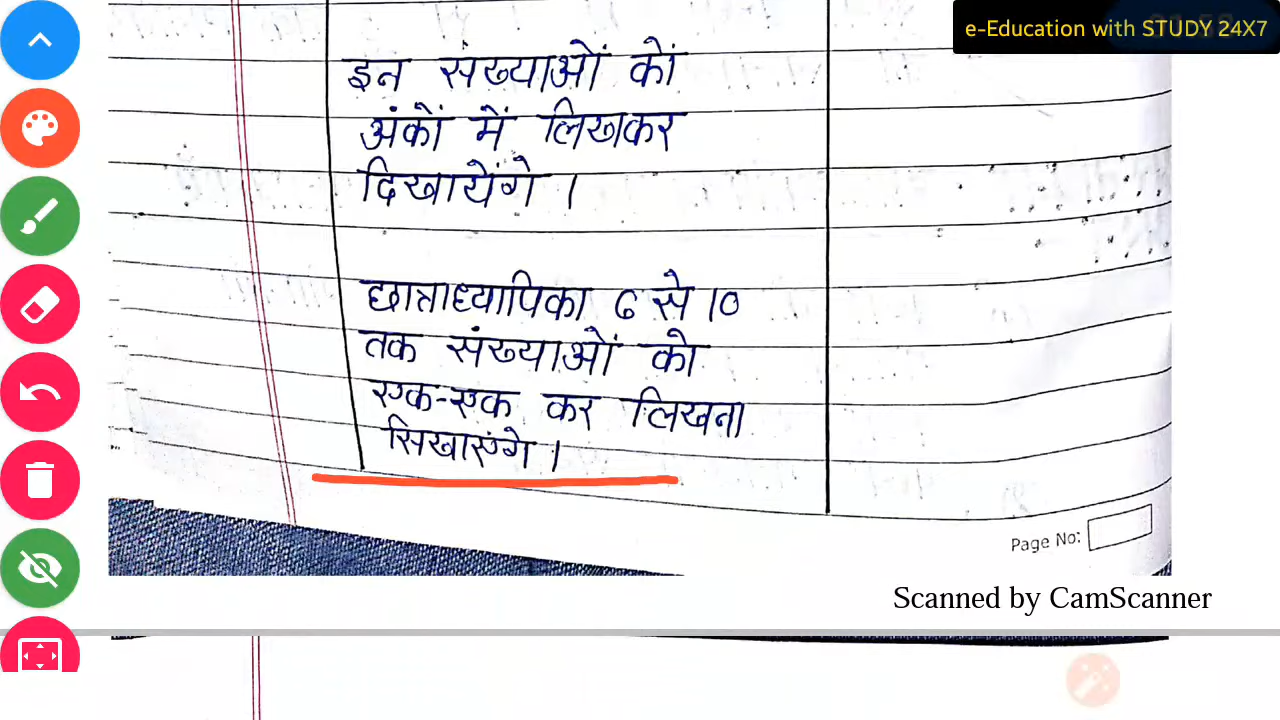 e-Education with STUDY 24X7
इन संख्याओं कों
अंकों में लिखकर
दिखायेंगे ।
छात्राध्यापिका 6 से 10
तक संख्याओं को
एक-एक कर लिखना
सिखाएंगे ।
Page No:
Scanned by CamScanner